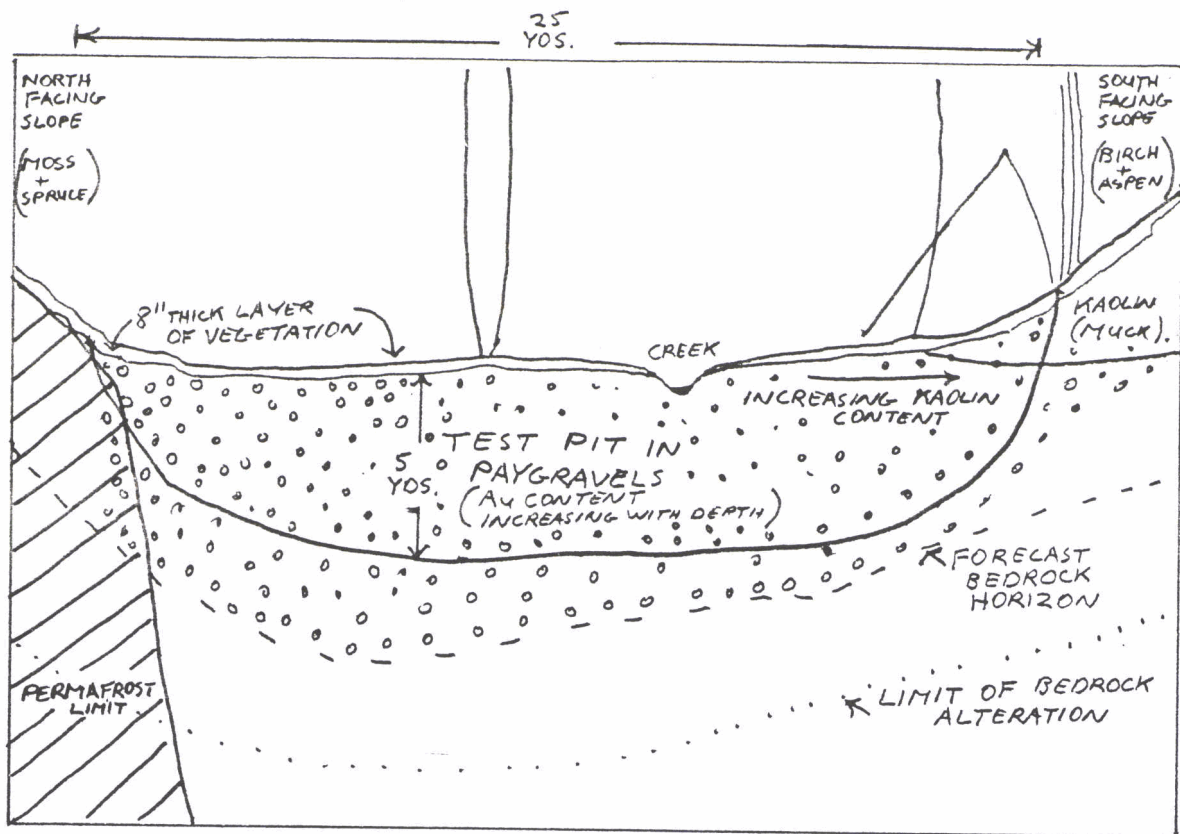 25
YDS.
NORTH
FACING
SLOPE
(MOSS
+
SPRUCE)
SOUTH
FACING
SLOPE
(BIRCH
+
ASPEN)
8" THICK LAYER
OF VEGETATION
CREEK
KAOLIN
(MUCK).
INCREASING KAOLIN
CONTENT
5
YDS.
TEST PIT IN
PAYGRAVELS
(AU CONTENT
INCREASING WITH DEPTH)
FORECAST
BEDROCK
HORIZON
PERMAFROST
LIMIT
LIMIT OF BEDROCK
ALTERATION